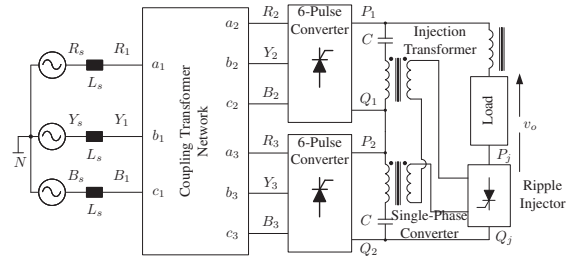 R_s
R_1
L_s
a_1
Y_s
Y_1
L_s
b_1
N
B_s
B_1
L_s
c_1
Coupling Transformer
Network
a_2
b_2
c_2
a_3
b_3
c_3
R_2
Y_2
B_2
R_3
Y_3
B_3
6-Pulse
Converter
6-Pulse
Converter
P_1
C
Q_1
P_2
C
Q_2
Injection
Transformer
Single-Phase
Converter
Load
v_o
P_j
Ripple
Injector
Q_j